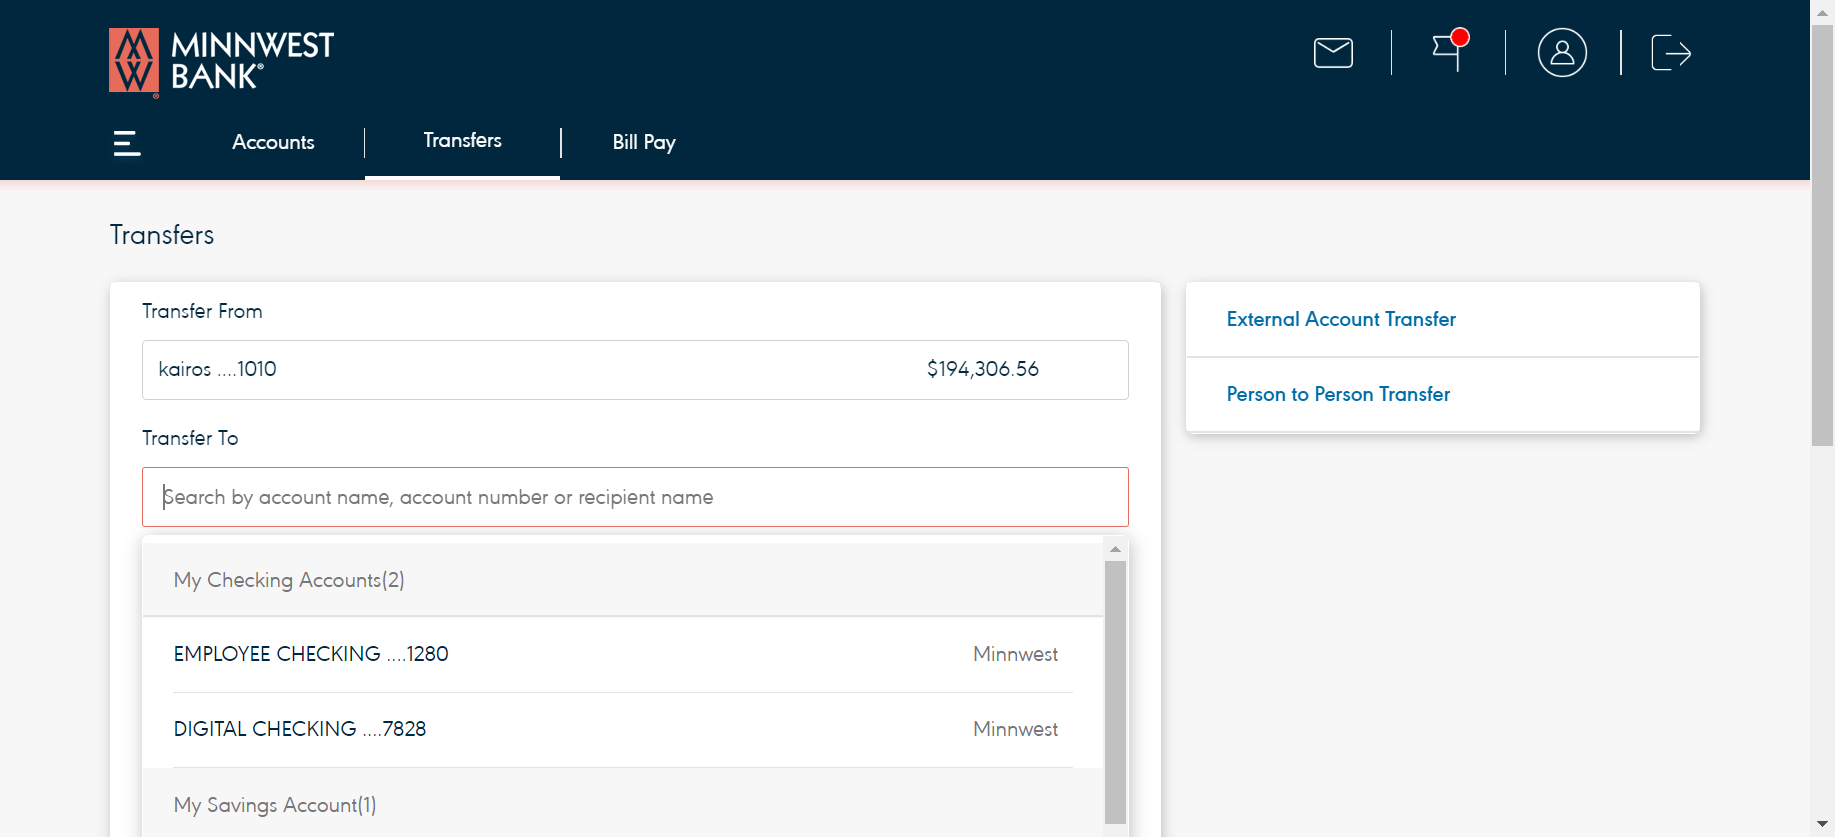 MINNWEST
BANK®
Accounts
Transfers
Bill Pay
Transfers
Transfer From
kairos ....1010
$194,306.56
Transfer To
Search by account name, account number or recipient name
My Checking Accounts(2)
EMPLOYEE CHECKING ....1280
Minnwest
DIGITAL CHECKING ....7828
Minnwest
My Savings Account(1)
External Account Transfer
Person to Person Transfer